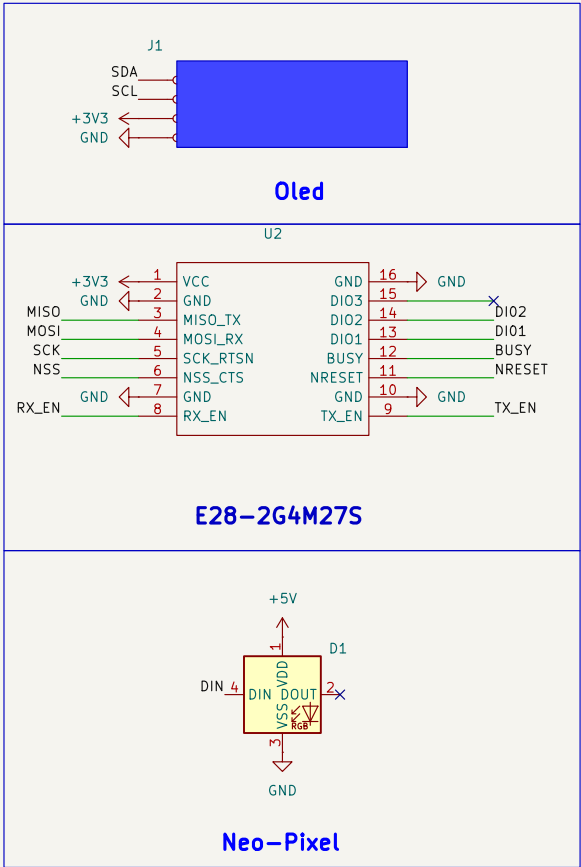 J1
SDA
SCL
+3V3
GND
Oled
U2
+3V3 1 VCC GND 16 GND
GND 2 GND DIO3 15
MISO 3 MISO_TX DIO2 14 DIO2
MOSI 4 MOSI_RX DIO1 13 DIO1
SCK 5 SCK_RTSN BUSY 12 BUSY
NSS 6 NSS_CTS NRESET 11 NRESET
GND 7 GND GND 10 GND
RX_EN 8 RX_EN TX_EN 9 TX_EN
E28-2G4M27S
+5V
D1
1
VDD
DIN 4 DIN DOUT 2
VSS
RGB
3
GND
Neo-Pixel